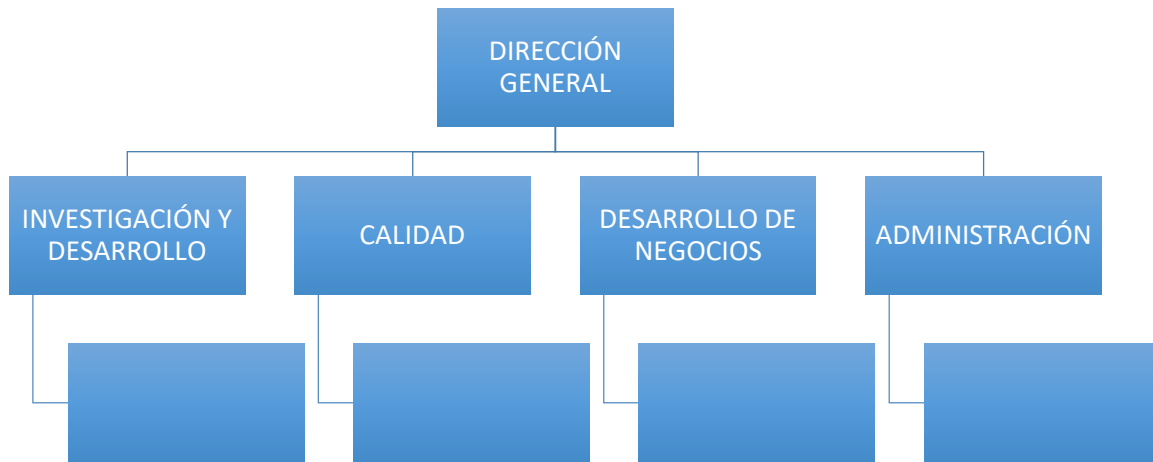 DIRECCIÓN
GENERAL
INVESTIGACIÓN Y
DESARROLLO
CALIDAD
DESARROLLO DE
NEGOCIOS
ADMINISTRACIÓN